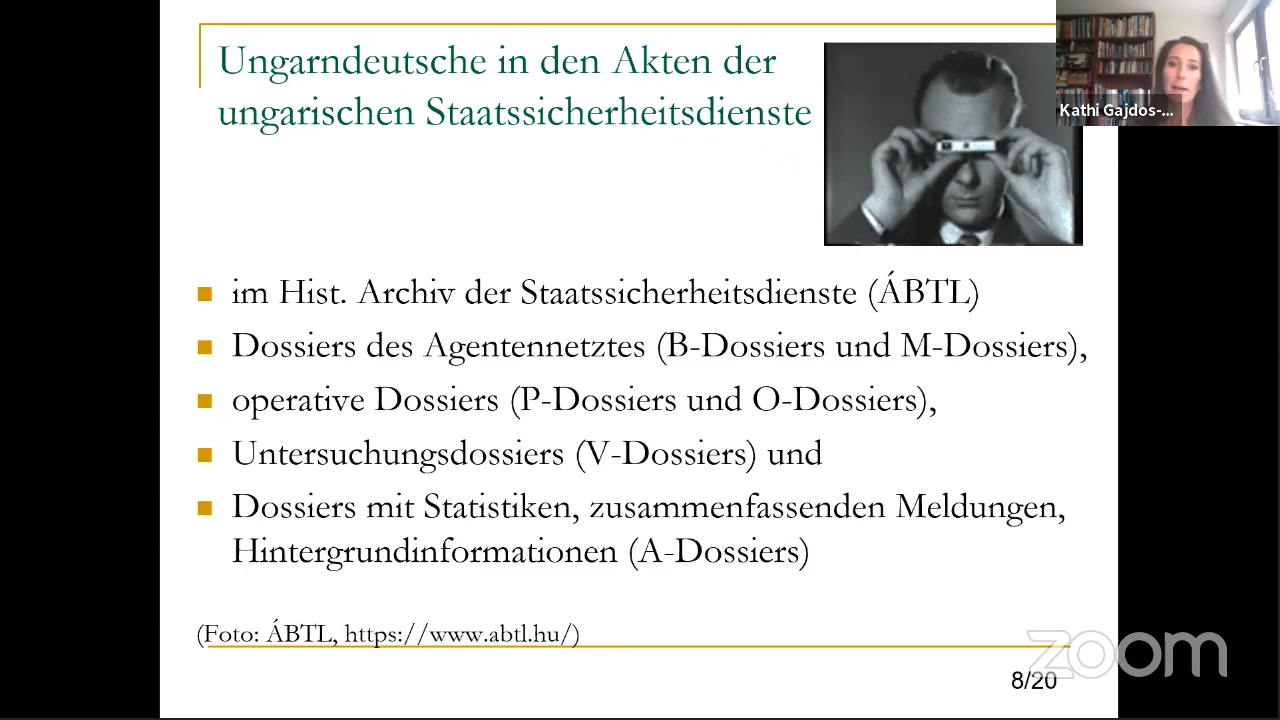 Ungarndeutsche in den Akten der
ungarischen Staatssicherheitsdienste
Kathi Gajdos-...
im Hist. Archiv der Staatssicherheitsdienste (ÁBTL)
Dossiers des Agentennetztes (B-Dossiers und M-Dossiers),
operative Dossiers (P-Dossiers und O-Dossiers),
Untersuchungsdossiers (V-Dossiers) und
Dossiers mit Statistiken, zusammenfassenden Meldungen,
Hintergrundinformationen (A-Dossiers)
(Foto: ÁBTL, https://www.abtl.hu/)
zoom
8/20